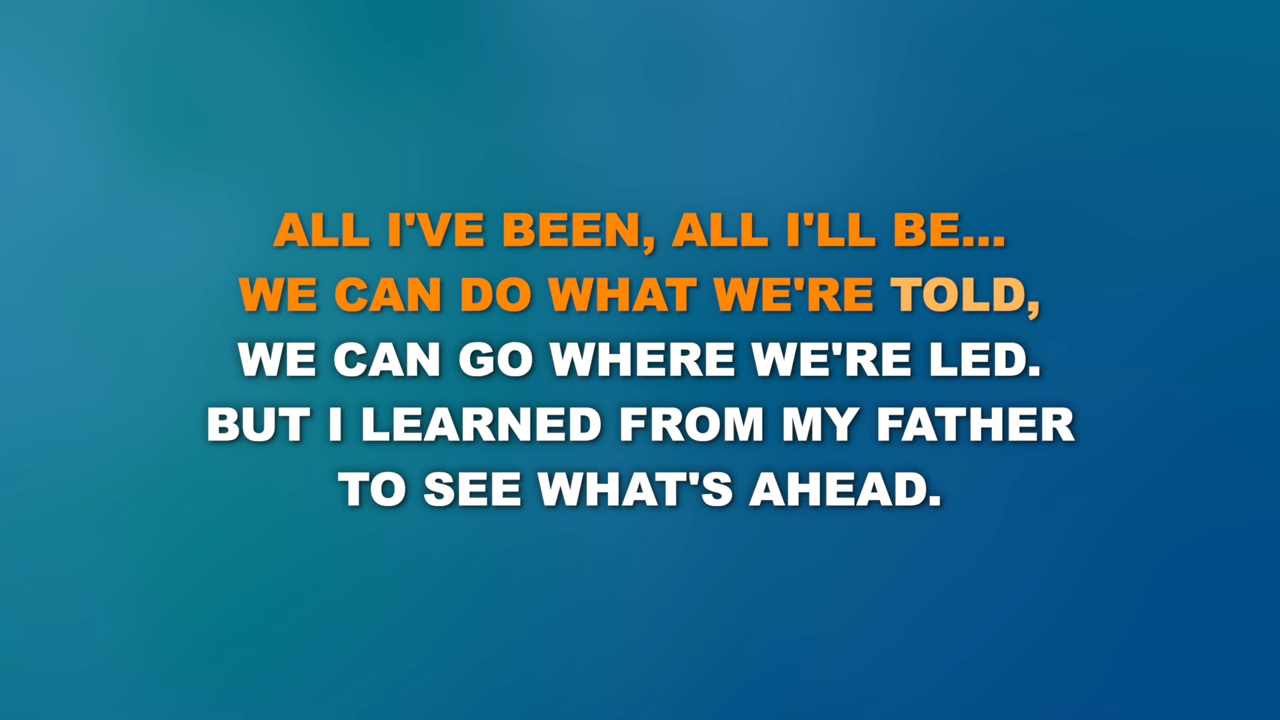 ALL I'VE BEEN, ALL I'LL BE...
WE CAN DO WHAT WE'RE TOLD,
WE CAN GO WHERE WE'RE LED.
BUT I LEARNED FROM MY FATHER
TO SEE WHAT'S AHEAD.